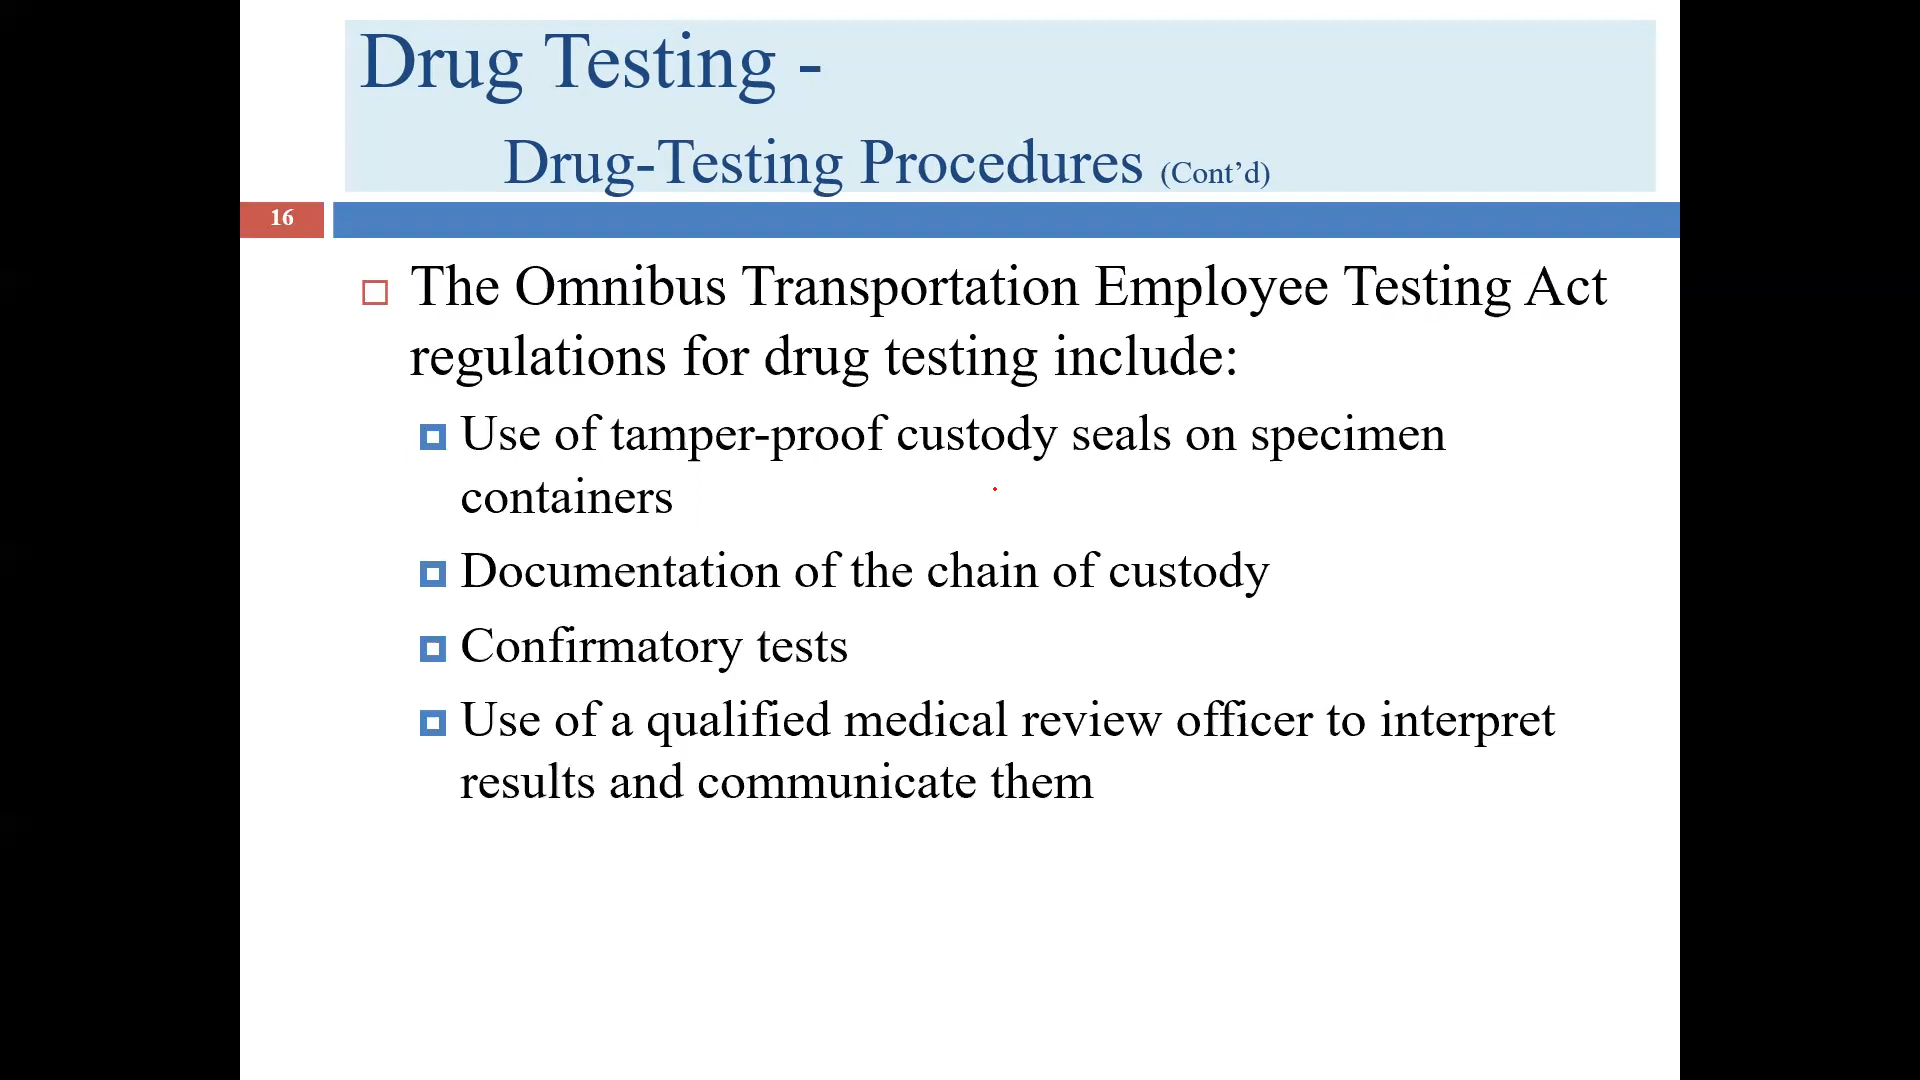 Drug Testing -
Drug-Testing Procedures (Cont’d)
16
The Omnibus Transportation Employee Testing Act
regulations for drug testing include:
Use of tamper-proof custody seals on specimen
containers
Documentation of the chain of custody
Confirmatory tests
Use of a qualified medical review officer to interpret
results and communicate them